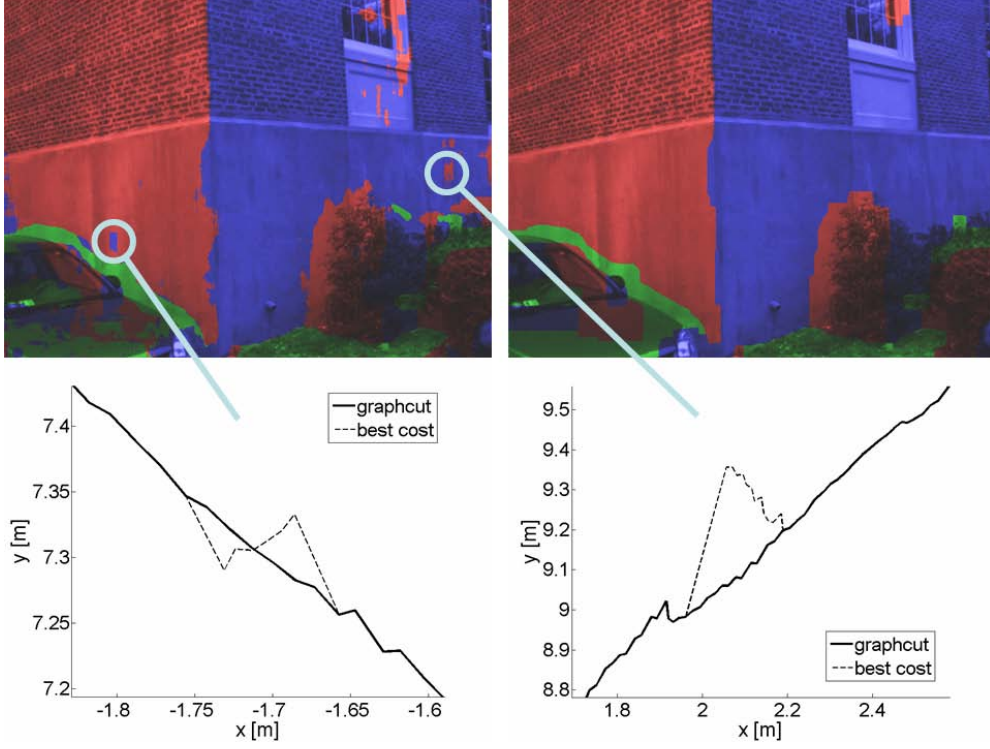 7.4
7.35
7.3
7.25
7.2
y [m]
-1.8
-1.75
-1.7
-1.65
-1.6
x [m]
graphcut
best cost
9.5
9.4
9.3
9.2
9.1
9
8.9
8.8
y [m]
1.8
2
2.2
2.4
x [m]
graphcut
best cost